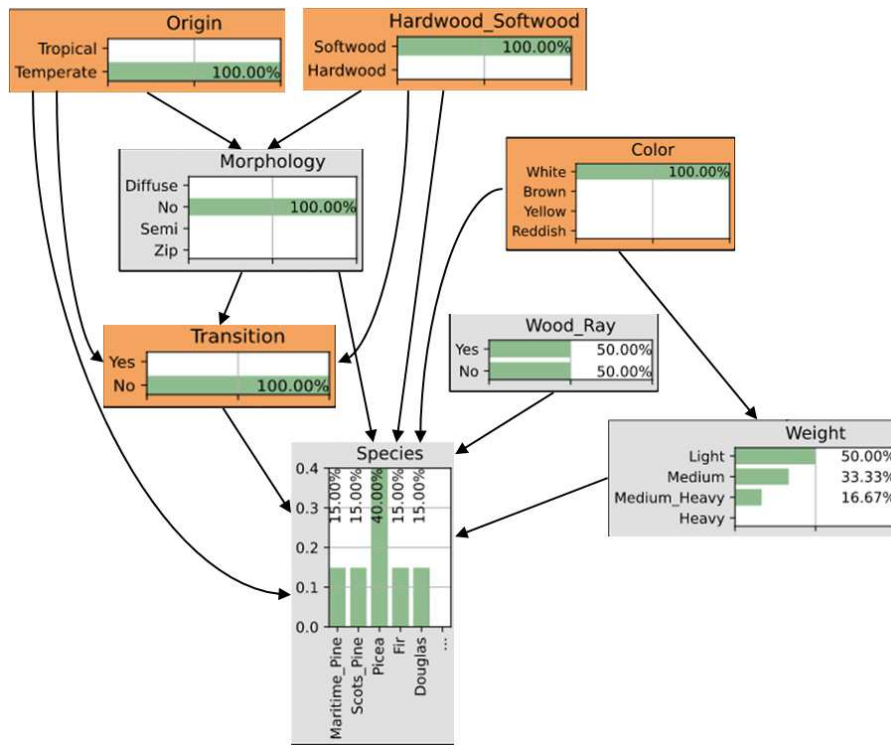 Origin
Tropical
Temperate 100.00%
Hardwood_Softwood
Softwood 100.00%
Hardwood
Morphology
Diffuse
No 100.00%
Semi
Zip
Color
White 100.00%
Brown
Yellow
Reddish
Transition
Yes
No 100.00%
Wood_Ray
Yes 50.00%
No 50.00%
Weight
Light 50.00%
Medium 33.33%
Medium_Heavy 16.67%
Heavy
Species
0.4
0.3
0.2
0.1
0.0
15.00%
15.00%
40.00%
15.00%
15.00%
Maritime_Pine
Scots_Pine
Picea
Fir
Douglas
...